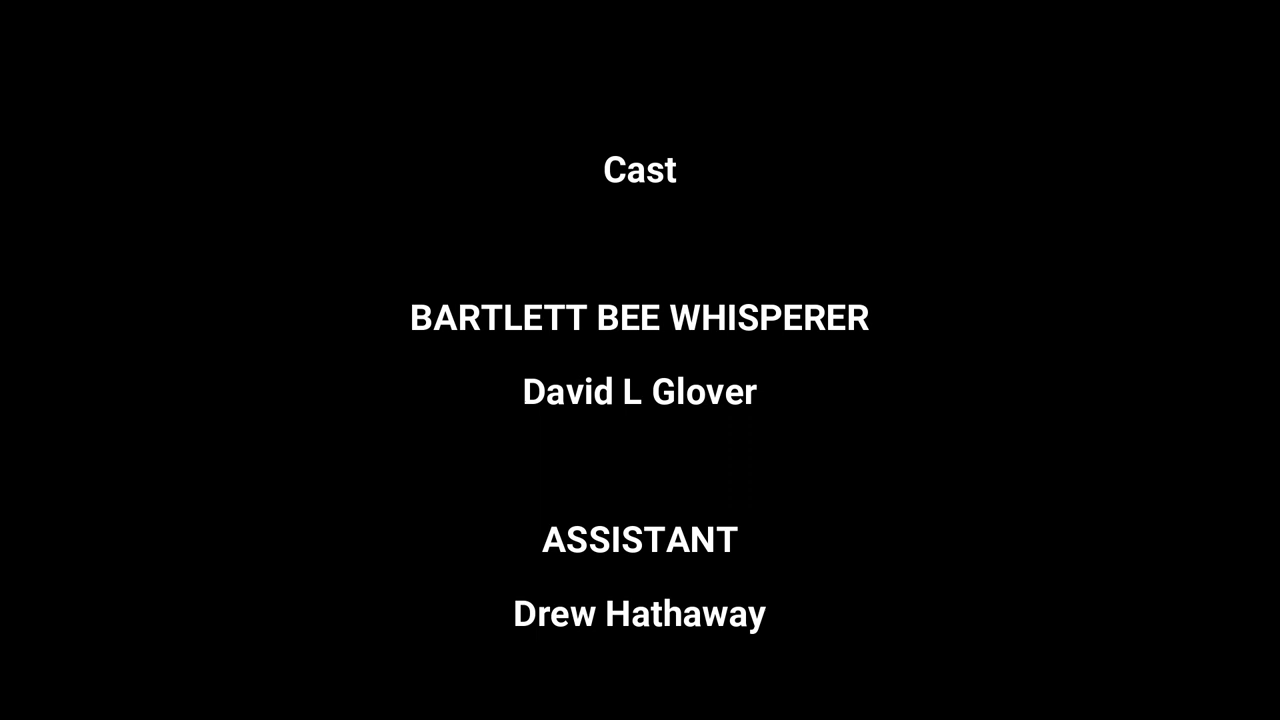 Cast
BARTLETT BEE WHISPERER
David L Glover
ASSISTANT
Drew Hathaway